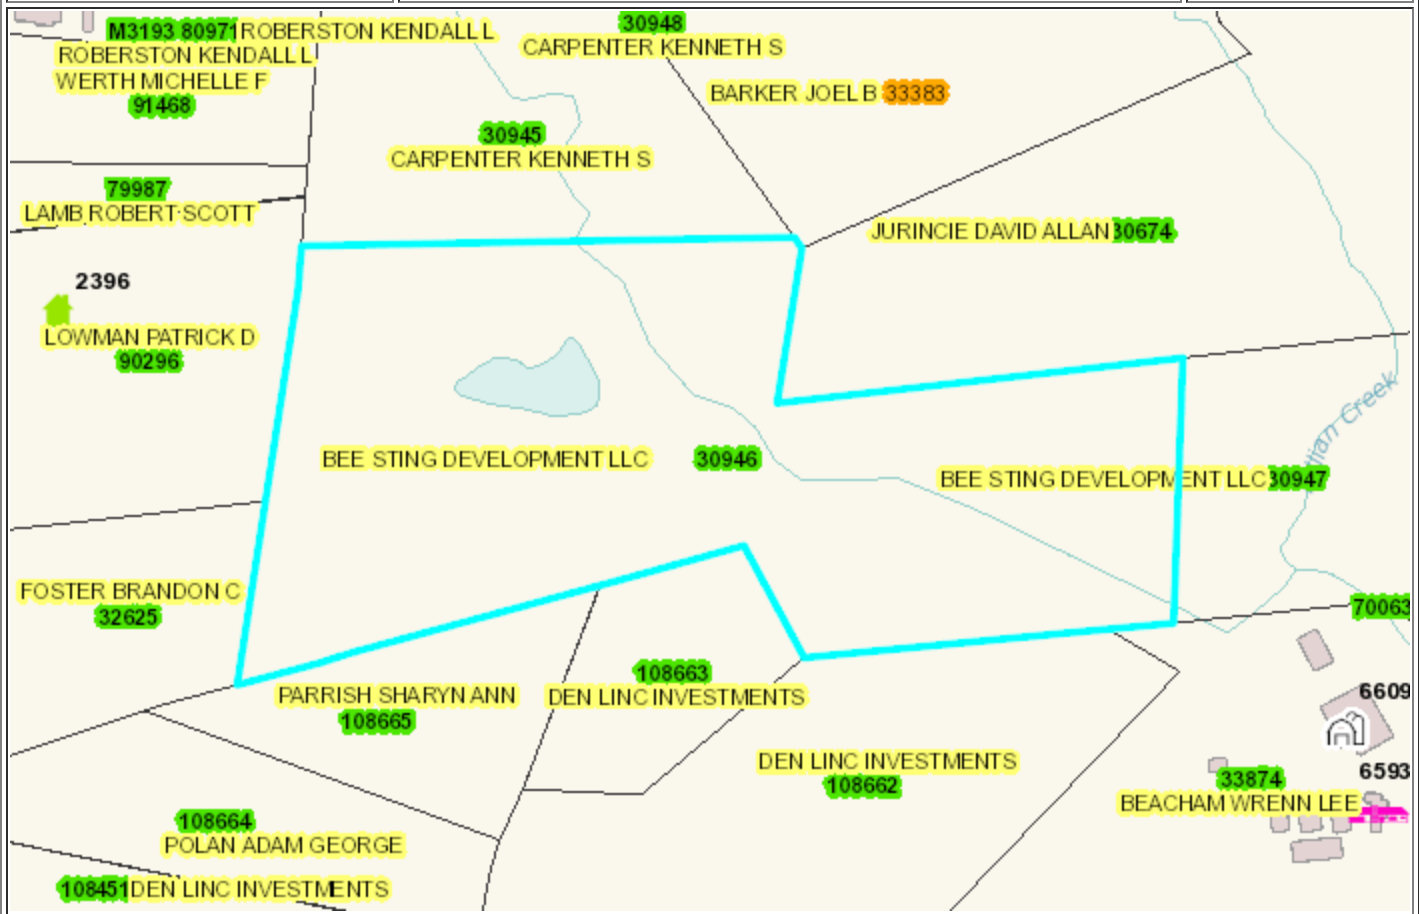 M3193 80971 ROBERSTON KENDALL L
ROBERSTON KENDALL L
WERTH MICHELLE F
91468
30948
CARPENTER KENNETH S
BARKER JOEL B 33383
30945
CARPENTER KENNETH S
79987
LAMB ROBERT SCOTT
JURINCIE DAVID ALLAN 30674
2396
LOWMAN PATRICK D
90296
BEE STING DEVELOPMENT LLC 30946
BEE STING DEVELOPMENT LLC 30947
Creek
FOSTER BRANDON C
32625
70063
PARRISH SHARYN ANN
108665
108663
DEN LINC INVESTMENTS
6609
DEN LINC INVESTMENTS
108662
6593
33874
BEACHAM WRENN LEE
108664
POLAN ADAM GEORGE
108451 DEN LINC INVESTMENTS